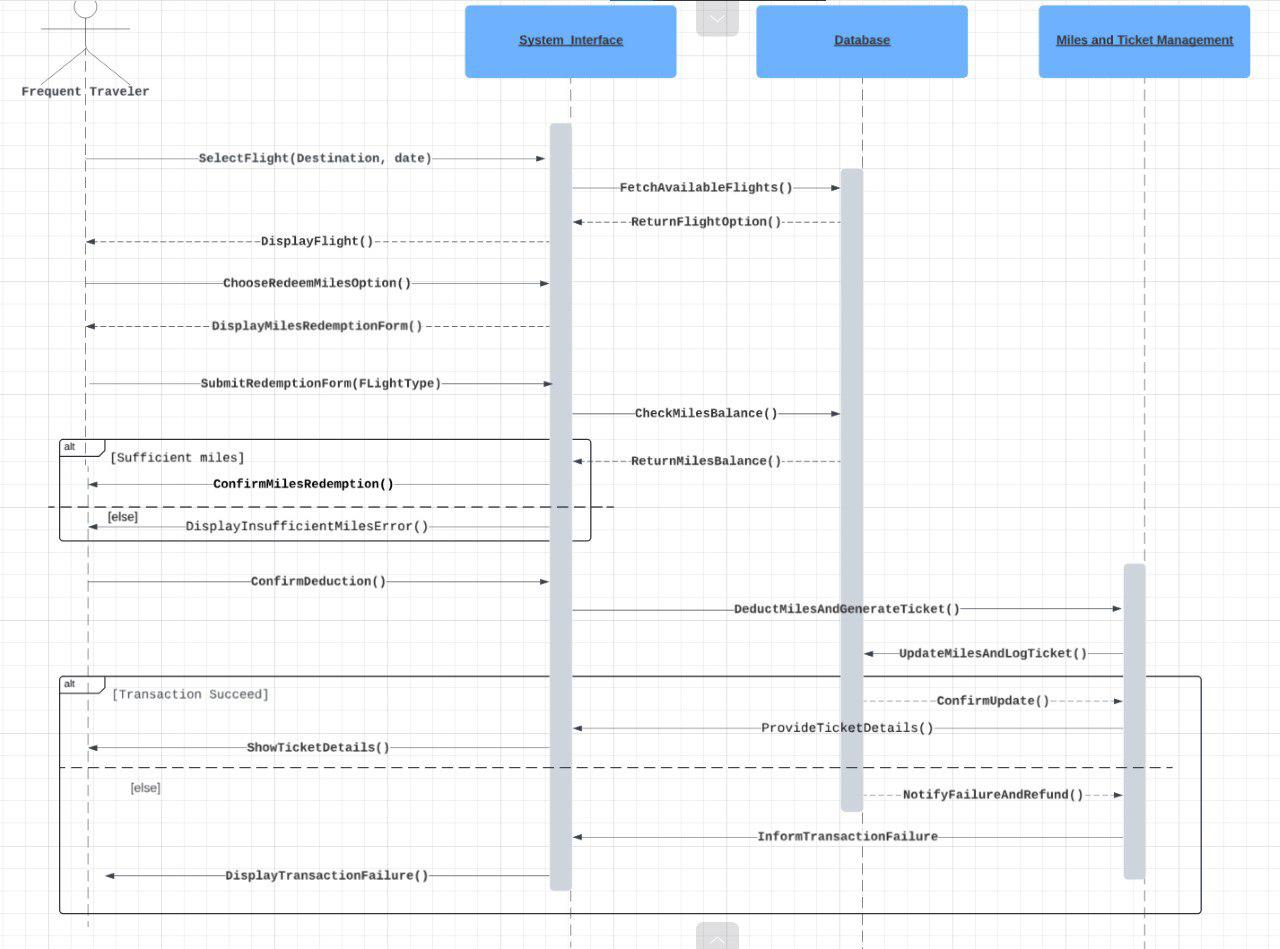 System Interface
Database
Miles and Ticket Management
Frequent Traveler
SelectFlight(Destination, date)
FetchAvailableFlights()
ReturnFlightOption()
DisplayFlight()
ChooseRedeemMilesOption()
DisplayMilesRedemptionForm()
SubmitRedemptionForm(FLightType)
CheckMilesBalance()
alt
[Sufficient miles]
ReturnMilesBalance()
ConfirmMilesRedemption()
[else]
DisplayInsufficientMilesError()
ConfirmDeduction()
DeductMilesAndGenerateTicket()
UpdateMilesAndLogTicket()
alt
[Transaction Succeed]
ConfirmUpdate()
ProvideTicketDetails()
ShowTicketDetails()
[else]
NotifyFailureAndRefund()
InformTransactionFailure
DisplayTransactionFailure()